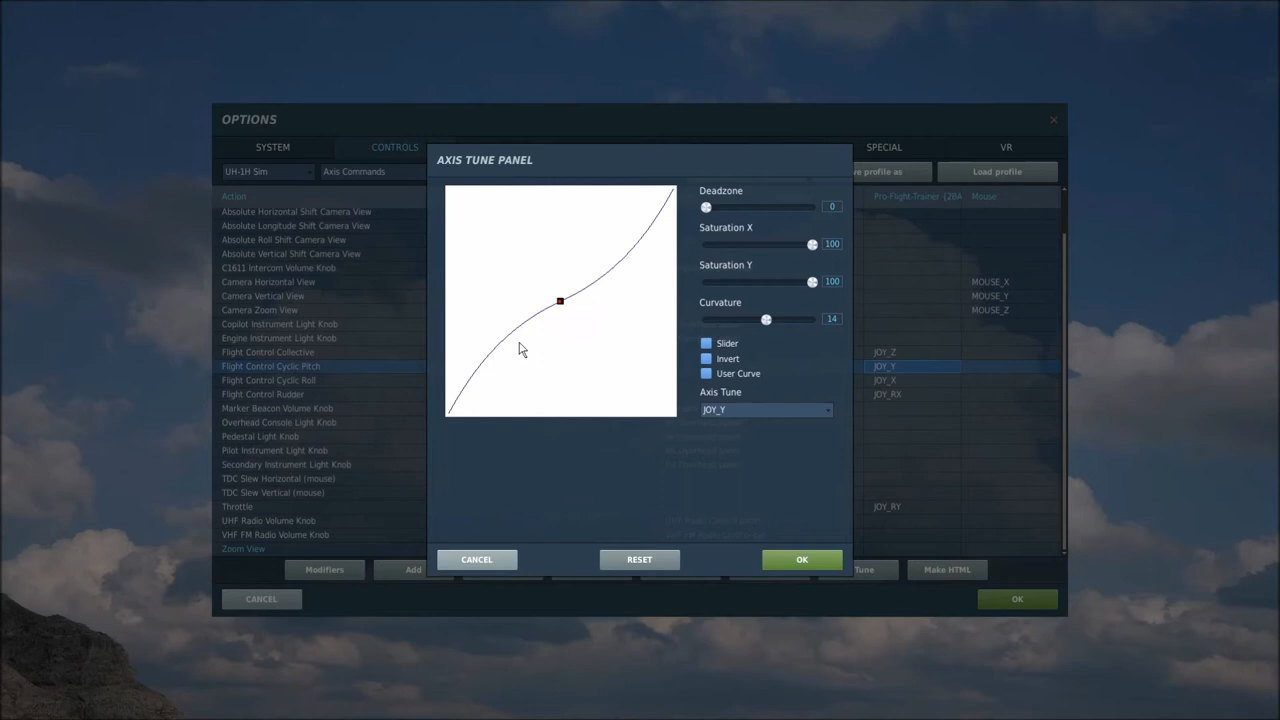 OPTIONS
SYSTEM
CONTROLS
SPECIAL
VR
UH-1H Sim
Axis Commands
ve profile as
Load profile
AXIS TUNE PANEL
Action
Pro-Flight-Trainer {2BA
Mouse
Absolute Horizontal Shift Camera View
Absolute Longitude Shift Camera View
Absolute Roll Shift Camera View
Absolute Vertical Shift Camera View
C1611 Intercom Volume Knob
Camera Horizontal View
MOUSE_X
Camera Vertical View
MOUSE_Y
Camera Zoom View
MOUSE_Z
Copilot Instrument Light Knob
Engine Instrument Light Knob
Flight Control Collective
JOY_Z
Flight Control Cyclic Pitch
JOY_Y
Flight Control Cyclic Roll
JOY_X
Flight Control Rudder
JOY_RX
Marker Beacon Volume Knob
Overhead Console Light Knob
Pedestal Light Knob
Pilot Instrument Light Knob
Secondary Instrument Light Knob
TDC Slew Horizontal (mouse)
TDC Slew Vertical (mouse)
Throttle
JOY_RY
UHF Radio Volume Knob
VHF FM Radio Volume Knob
Zoom View
Deadzone
0
Saturation X
100
Saturation Y
100
Curvature
14
Slider
Invert
User Curve
Axis Tune
JOY_Y
CANCEL
RESET
OK
Modifiers
Add
Tune
Make HTML
CANCEL
OK